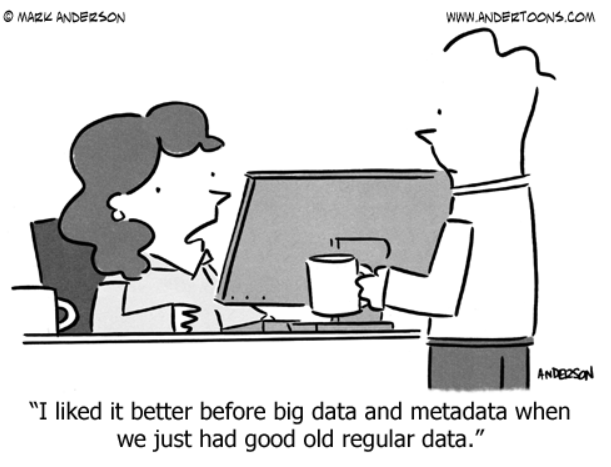 © MARK ANDERSON
WWW.ANDERTOONS.COM
ANDERSON
“I liked it better before big data and metadata when
we just had good old regular data.”